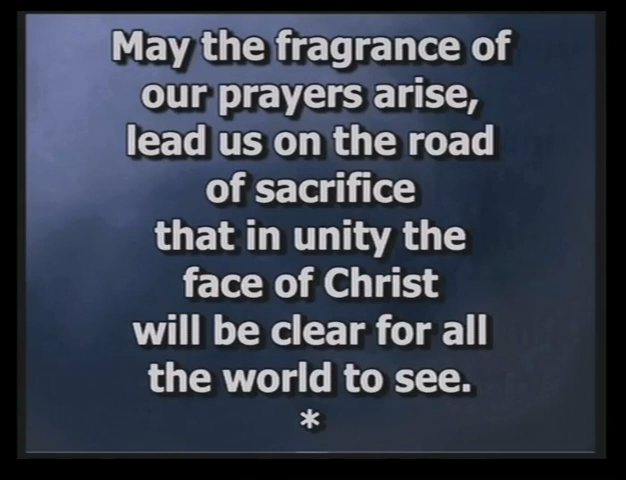 May the fragrance of
our prayers arise,
lead us on the road
of sacrifice
that in unity the
face of Christ
will be clear for all
the world to see.
*